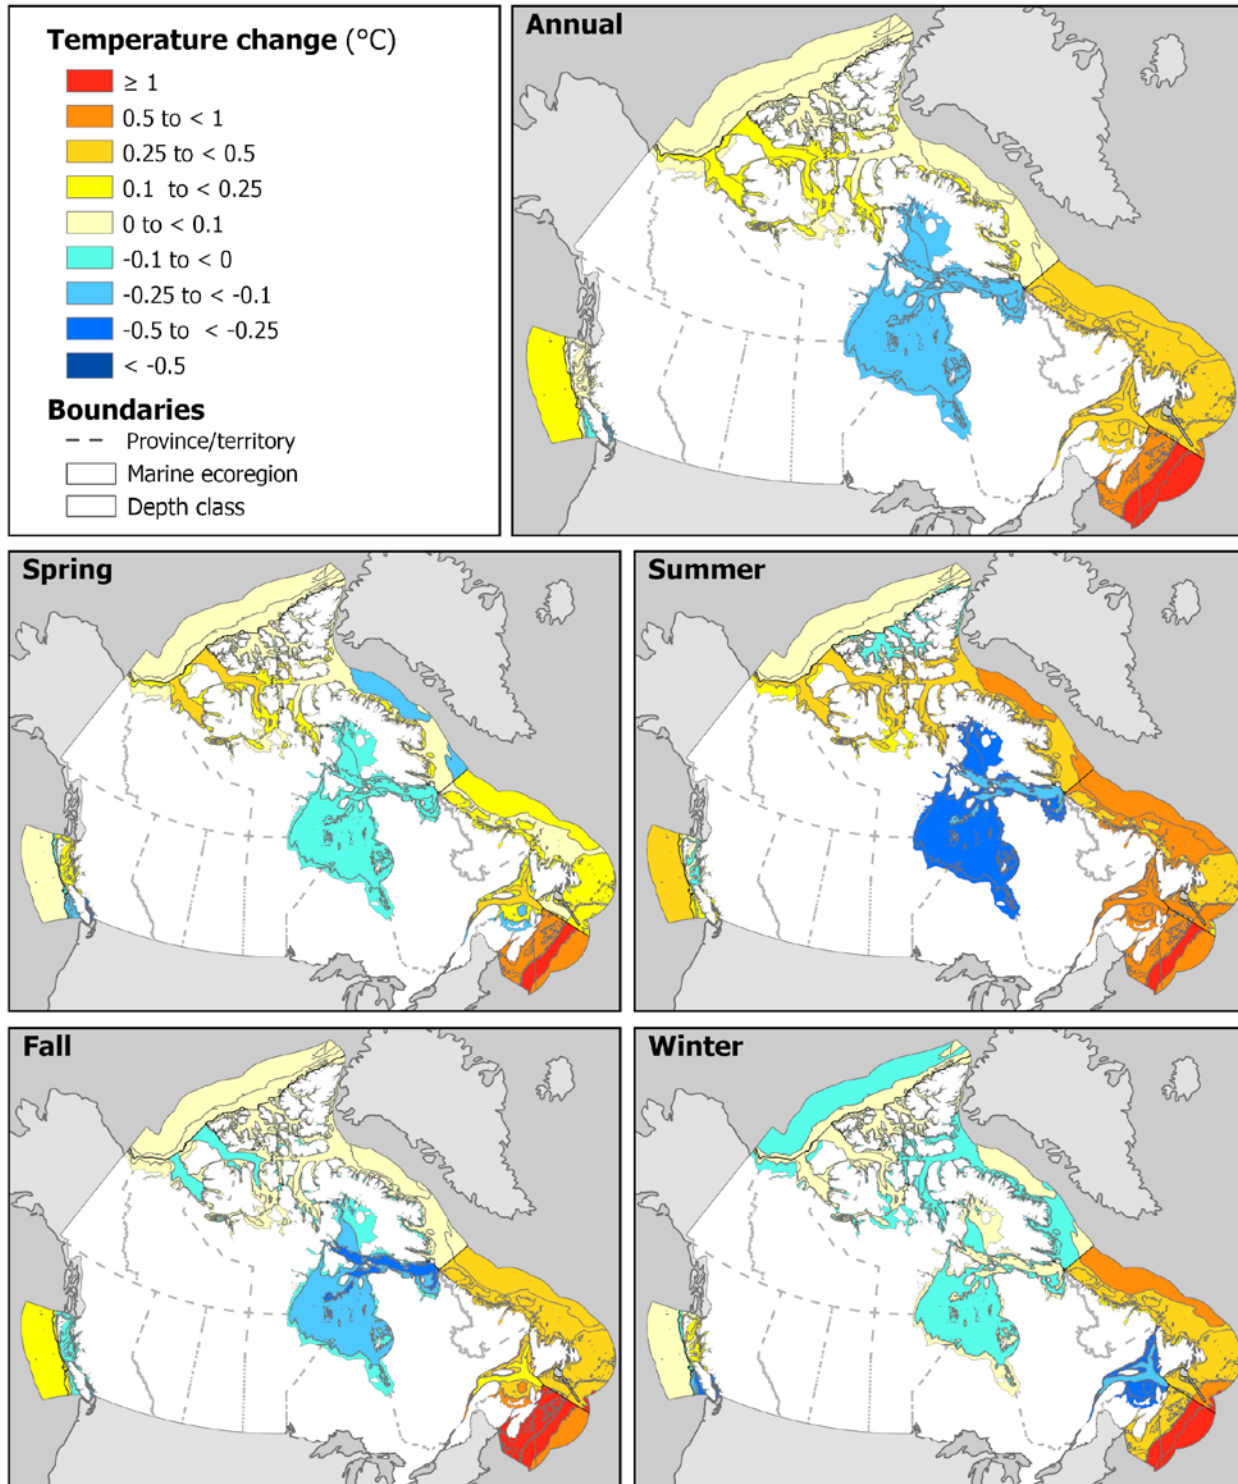 Temperature change (°C)
≥ 1
0.5 to < 1
0.25 to < 0.5
0.1 to < 0.25
0 to < 0.1
-0.1 to < 0
-0.25 to < -0.1
-0.5 to < -0.25
< -0.5
Boundaries
Province/territory
Marine ecoregion
Depth class
Annual
Spring
Summer
Fall
Winter